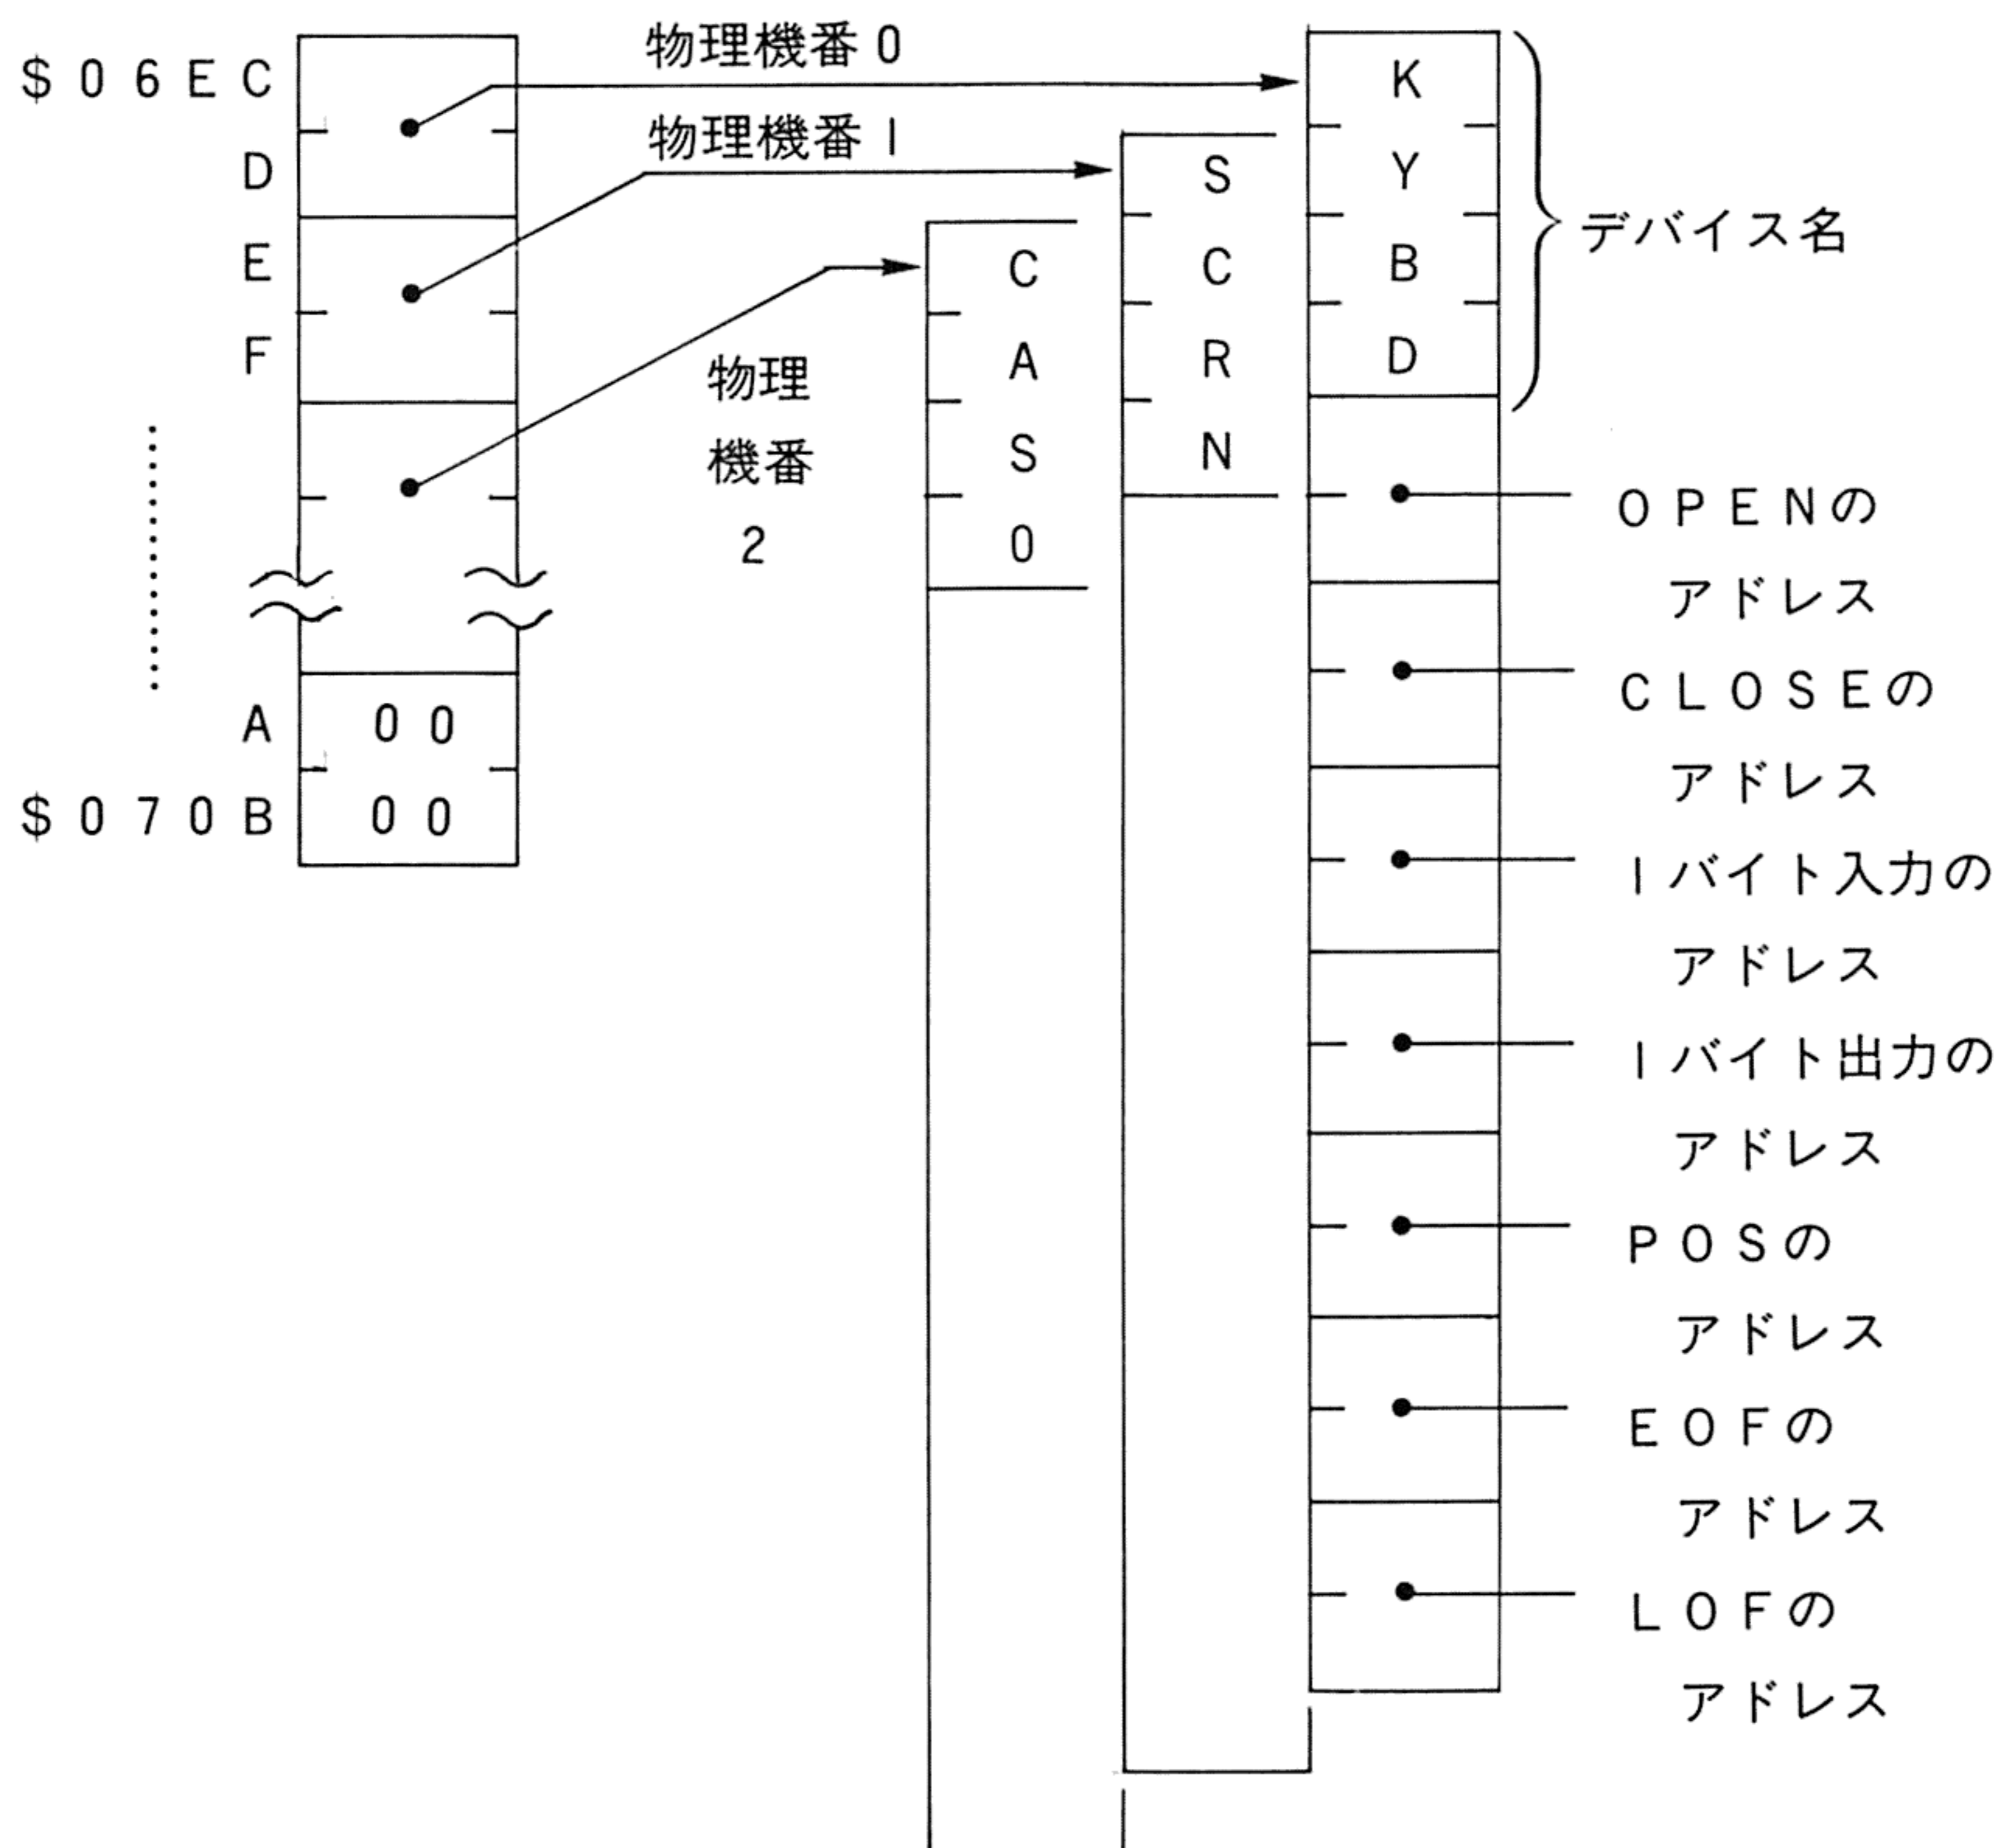 $06EC
D
E
F
A 00
$070B 00
物理機番0
物理機番1
物理
機番
2
C
A
S
0
S
C
R
N
K
Y
B
D
デバイス名
OPENの
アドレス
CLOSEの
アドレス
1バイト入力の
アドレス
1バイト出力の
アドレス
POSの
アドレス
EOFの
アドレス
LOFの
アドレス